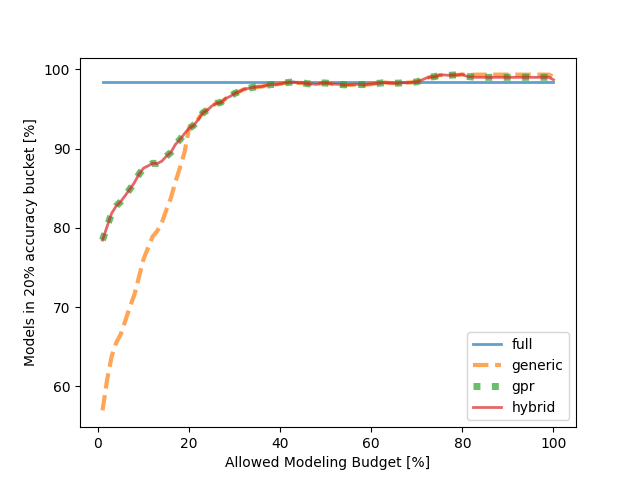 Models in 20% accuracy bucket [%]
100
90
80
70
60
0 20 40 60 80 100
Allowed Modeling Budget [%]
full
generic
gpr
hybrid